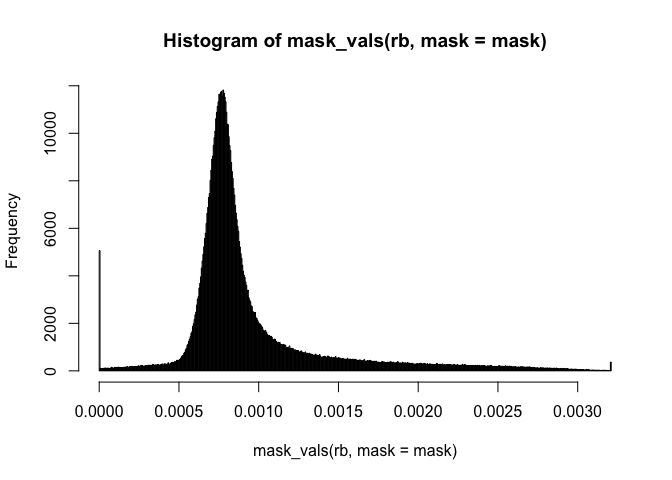 Histogram of mask_vals(rb, mask = mask)
Frequency
10000
6000
2000
0
0.0000 0.0005 0.0010 0.0015 0.0020 0.0025 0.0030
mask_vals(rb, mask = mask)